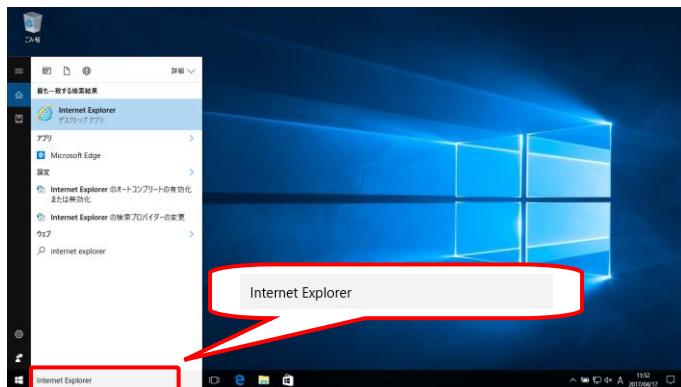 ごみ箱
詳細
最も一致する検索結果
Internet Explorer
デスクトップ アプリ
アプリ
Microsoft Edge
設定
Internet Explorer のオートコンプリートの有効化
または無効化
Internet Explorer の検索プロバイダーの変更
ウェブ
internet explorer
Internet Explorer
Internet Explorer
A
11:52
2017/04/17